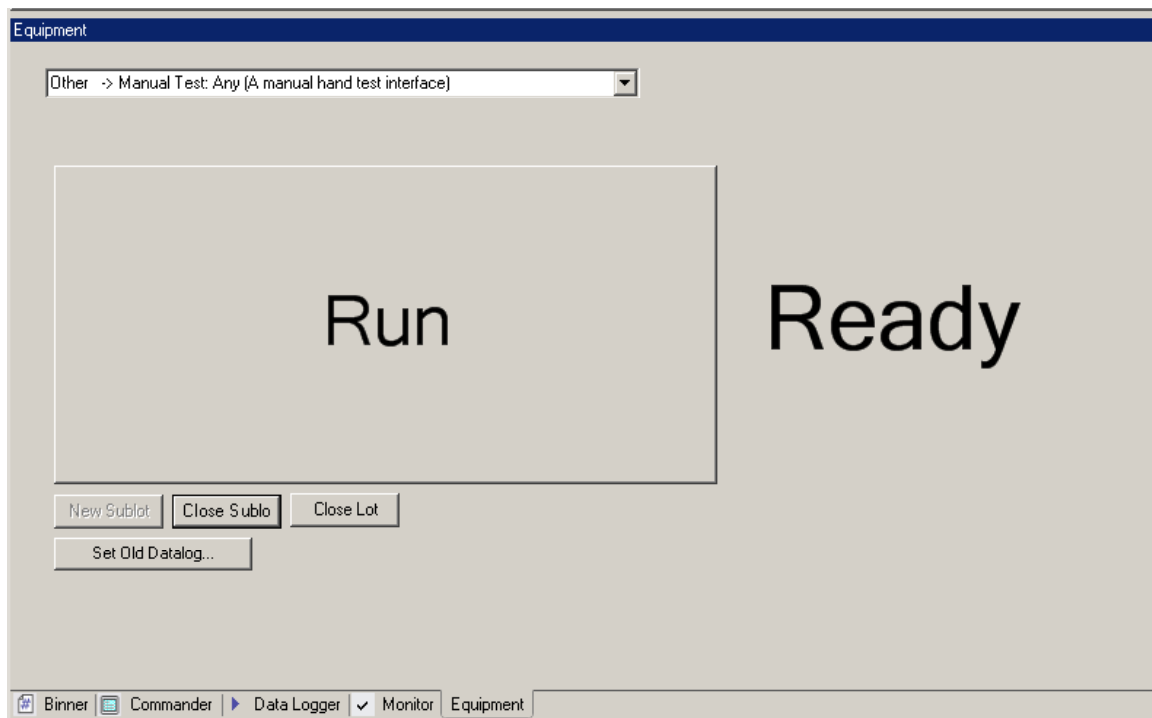 Equipment
Other -> Manual Test: Any (A manual hand test interface)
Run
Ready
New Sublot Close Sublo Close Lot
Set Old Datalog...
Binner Commander Data Logger Monitor Equipment